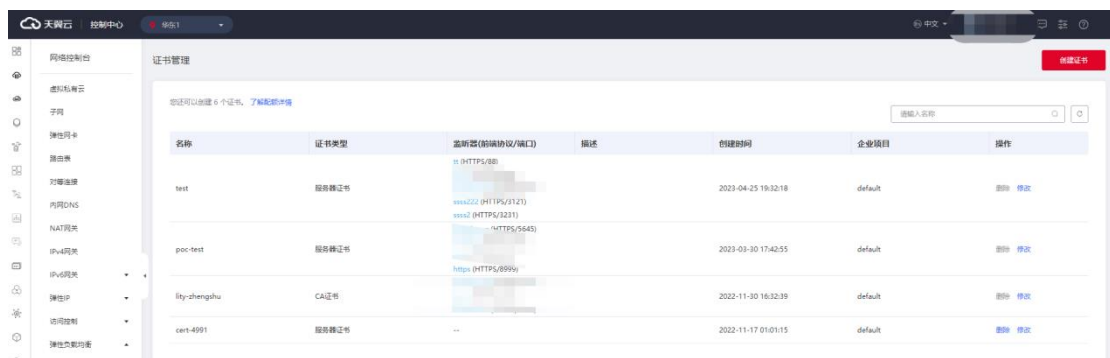 天翼云 控制中心 华东1 中文
网络控制台
虚拟私有云
子网
弹性网卡
路由表
对等连接
内网DNS
NAT网关
IPv4网关
IPv6网关
弹性IP
访问控制
弹性负载均衡
证书管理 创建证书
您还可以创建 6 个证书。 了解配额详情
请输入名称
名称 证书类型 监听器(前端协议/端口) 描述 创建时间 企业项目 操作
tt (HTTPS/88)
test 服务器证书 2023-04-25 19:32:18 default 删除 修改
ssss222 (HTTPS/3121)
ssss2 (HTTPS/3231)
(HTTPS/5645)
poc-test 服务器证书 2023-03-30 17:42:55 default 删除 修改
https (HTTPS/8999)
lity-zhengshu CA证书 2022-11-30 16:32:39 default 删除 修改
cert-4991 服务器证书 -- 2022-11-17 01:01:15 default 删除 修改